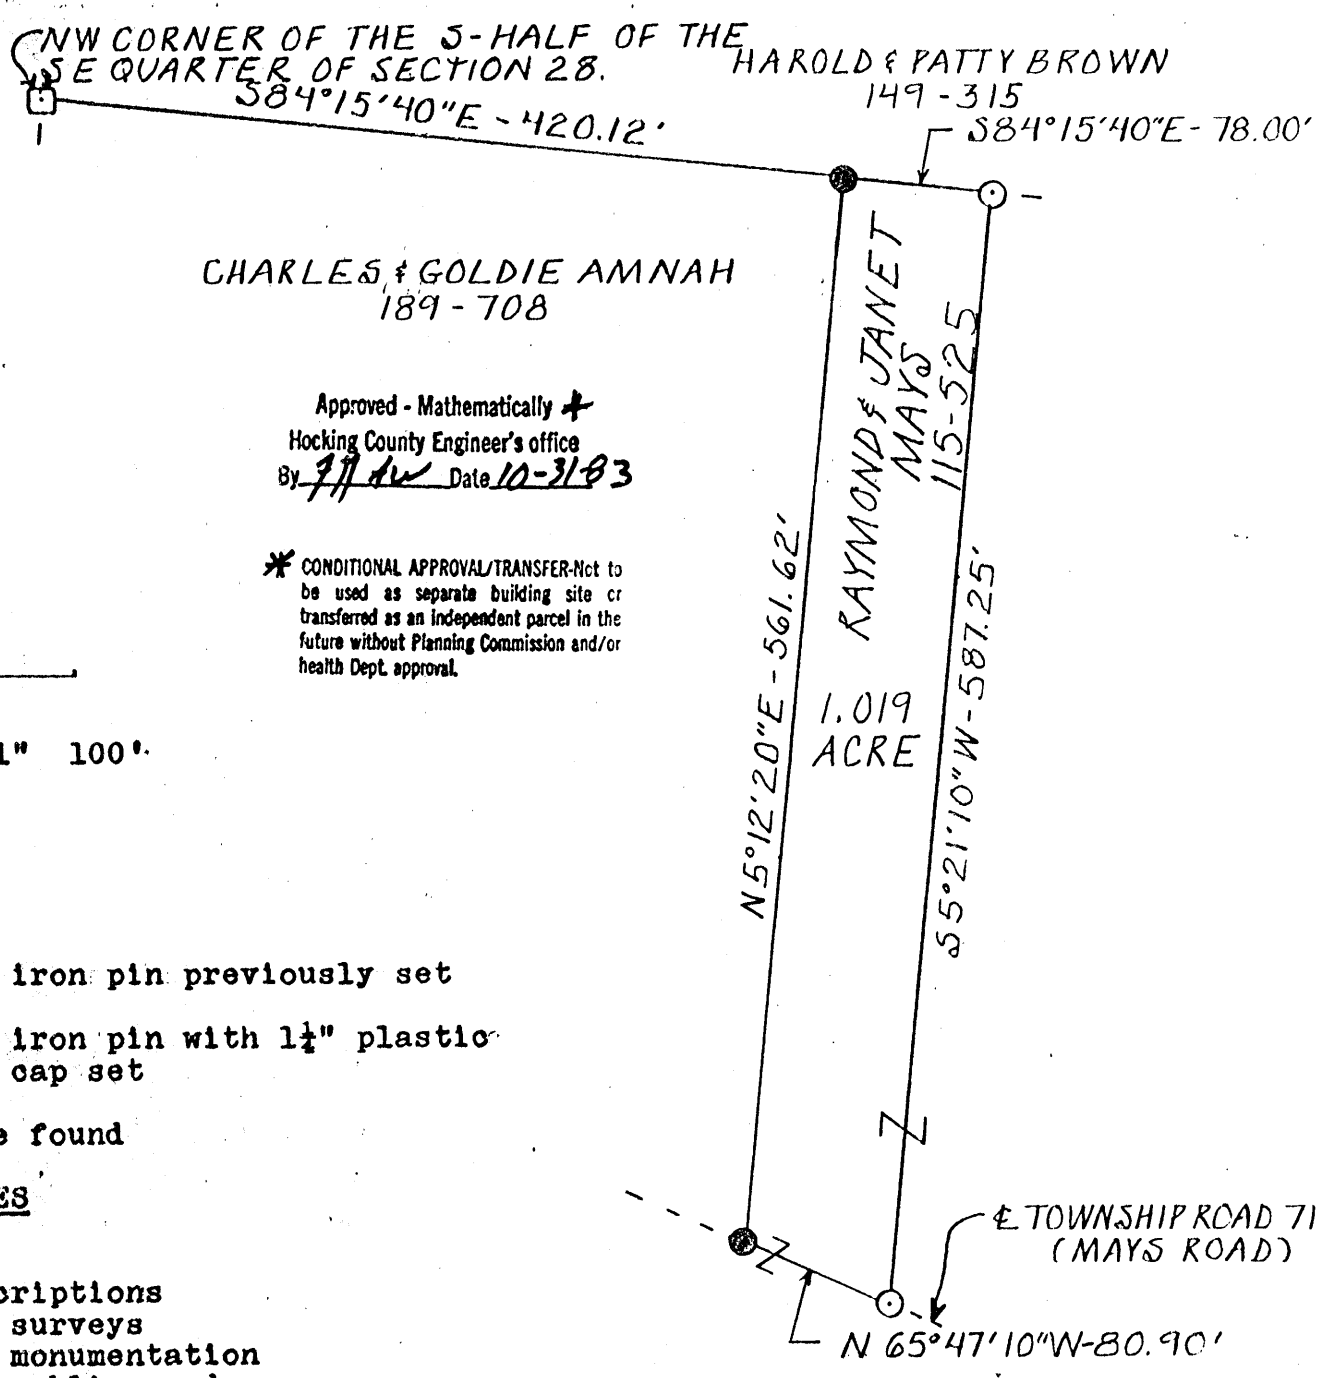 NW CORNER OF THE S-HALF OF THE
SE QUARTER OF SECTION 28.
S84°15'40"E - 420.12'
HAROLD & PATTY BROWN
149-315
S84°15'40"E - 78.00'
1
CHARLES & GOLDIE AMNAH
189-708
RAYMOND & JANET
MAYS
115-525
Approved - Mathematically
Hocking County Engineer's office
By Date 10-31-83
CONDITIONAL APPROVAL/TRANSFER-Not to
be used as separate building site or
transferred as an independent parcel in the
future without Planning Commission and/or
health Dept. approval.
N5°12'20"E - 561.62'
1.019
ACRE
S5°21'10"W - 587.25'
1" 100'
iron pin previously set
iron pin with 1¼" plastic
cap set
found
TOWNSHIP ROAD 71
(MAYS ROAD)
surveys
monumentation
N 65°47'10"W-80.90'